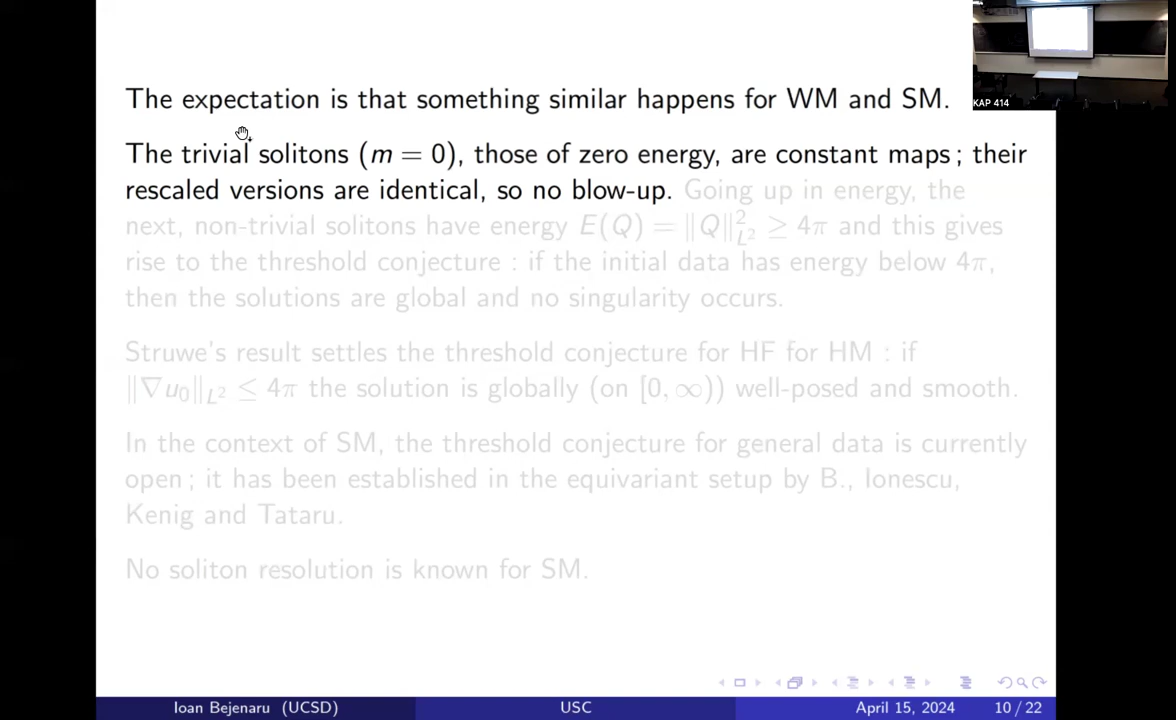 The expectation is that something similar happens for WM and SM.
KAP 414
The trivial solitons (m = 0), those of zero energy, are constant maps ; their
rescaled versions are identical, so no blow-up. Going up in energy, the
next, non-trivial solitons have energy E(Q) = ‖Q‖²_{L²} ≥ 4π and this gives
rise to the threshold conjecture : if the initial data has energy below 4π,
then the solutions are global and no singularity occurs.
Struwe's result settles the threshold conjecture for HF for HM : if
‖∇u₀‖_{L²} ≤ 4π the solution is globally (on [0, ∞)) well-posed and smooth.
In the context of SM, the threshold conjecture for general data is currently
open ; it has been established in the equivariant setup by B., Ionescu,
Kenig and Tataru.
No soliton resolution is known for SM.
Ioan Bejenaru (UCSD) USC April 15, 2024 10 / 22